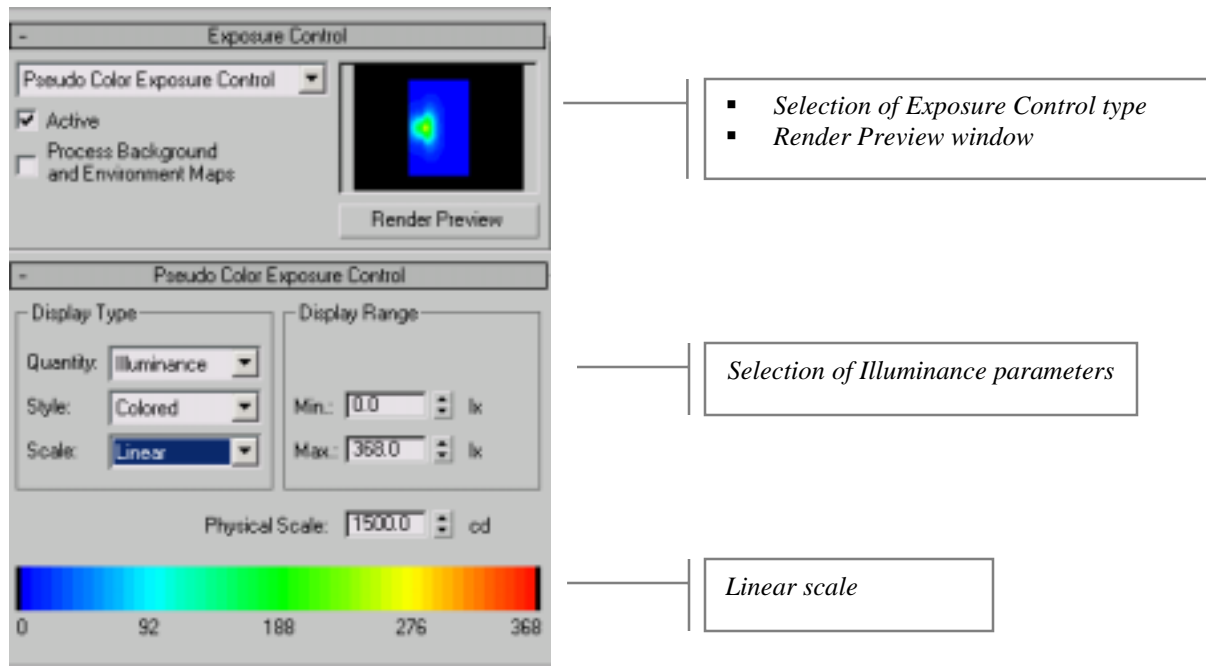 - Exposure Control
Pseudo Color Exposure Control
Active
Process Background
and Environment Maps
Render Preview
▪ Selection of Exposure Control type
▪ Render Preview window
- Pseudo Color Exposure Control
Display Type
Display Range
Quantity: Illuminance
Style: Colored
Scale: Linear
Min.: 0.0 lx
Max.: 368.0 lx
Physical Scale: 1500.0 cd
Selection of Illuminance parameters
0 92 188 276 368
Linear scale